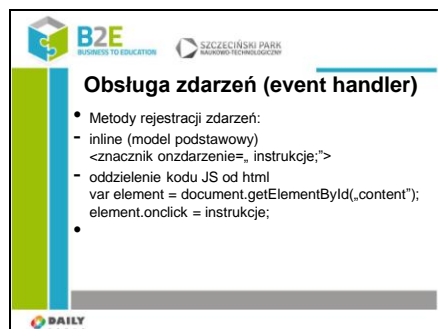 B2E
BUSINESS TO EDUCATION
SZCZECIŃSKI PARK
NAUKOWO-TECHNOLOGICZNY
Obsługa zdarzeń (event handler)
• Metody rejestracji zdarzeń:
- inline (model podstawowy)
<znacznik onzdarzenie=„ instrukcje;”>
- oddzielenie kodu JS od html
var element = document.getElementById(„content”);
element.onclick = instrukcje;
•
DAILY